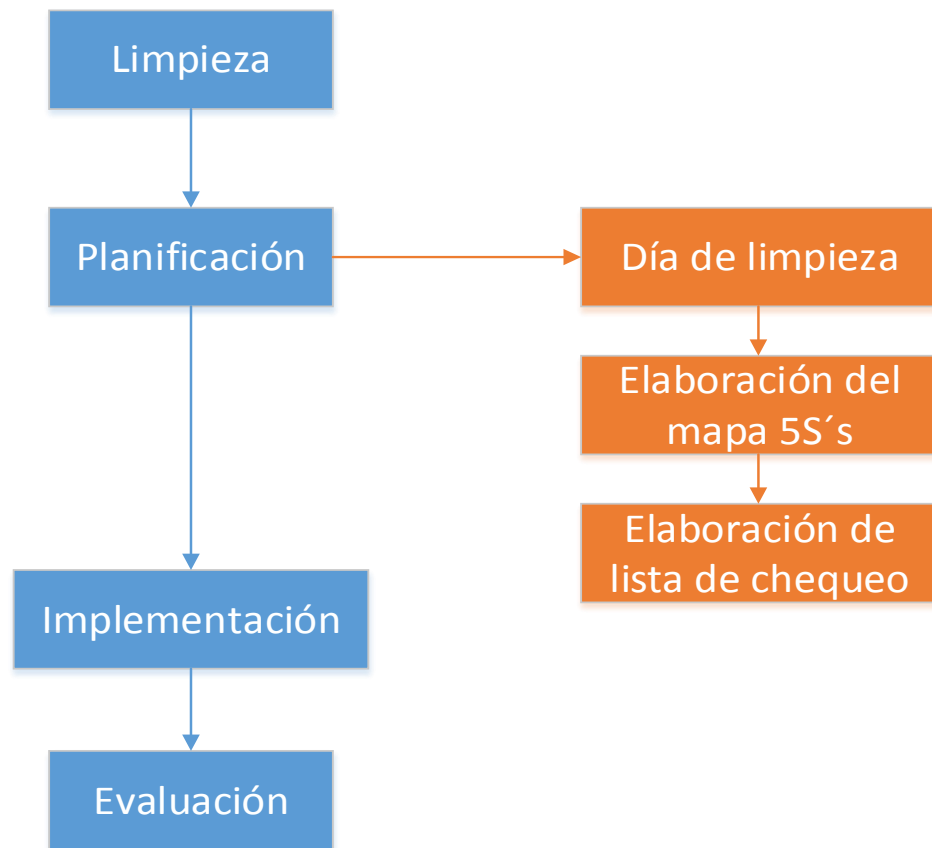 Limpieza
Planificación
Día de limpieza
Elaboración del
mapa 5S´s
Elaboración de
lista de chequeo
Implementación
Evaluación